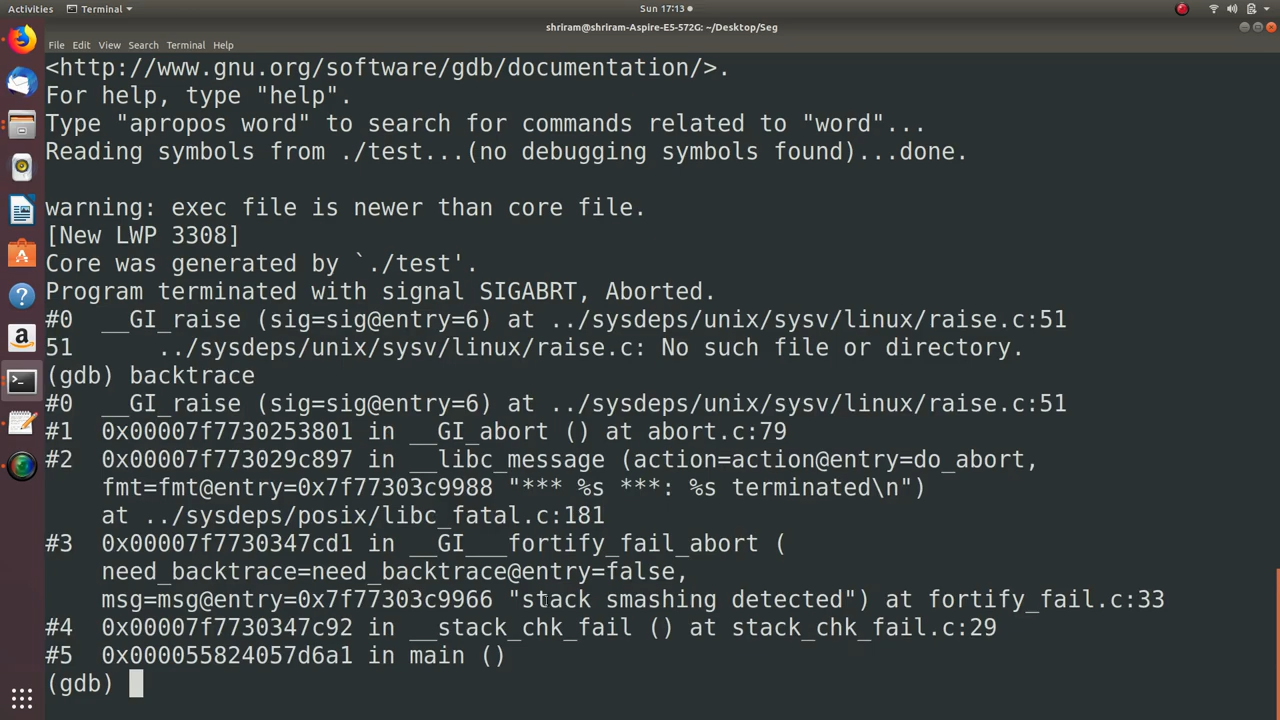 Activities
Terminal
Sun 17:13
shriram@shriram-Aspire-E5-572G: ~/Desktop/Seg
File Edit View Search Terminal Help
<http://www.gnu.org/software/gdb/documentation/>.
For help, type "help".
Type "apropos word" to search for commands related to "word"...
Reading symbols from ./test...(no debugging symbols found)...done.
warning: exec file is newer than core file.
[New LWP 3308]
Core was generated by `./test'.
Program terminated with signal SIGABRT, Aborted.
#0  __GI_raise (sig=sig@entry=6) at ../sysdeps/unix/sysv/linux/raise.c:51
51      ../sysdeps/unix/sysv/linux/raise.c: No such file or directory.
(gdb) backtrace
#0  __GI_raise (sig=sig@entry=6) at ../sysdeps/unix/sysv/linux/raise.c:51
#1  0x00007f7730253801 in __GI_abort () at abort.c:79
#2  0x00007f773029c897 in __libc_message (action=action@entry=do_abort,
    fmt=fmt@entry=0x7f77303c9988 "*** %s ***: %s terminated\n")
    at ../sysdeps/posix/libc_fatal.c:181
#3  0x00007f7730347cd1 in __GI___fortify_fail_abort (
    need_backtrace=need_backtrace@entry=false,
    msg=msg@entry=0x7f77303c9966 "stack smashing detected") at fortify_fail.c:33
#4  0x00007f7730347c92 in __stack_chk_fail () at stack_chk_fail.c:29
#5  0x000055824057d6a1 in main ()
(gdb)